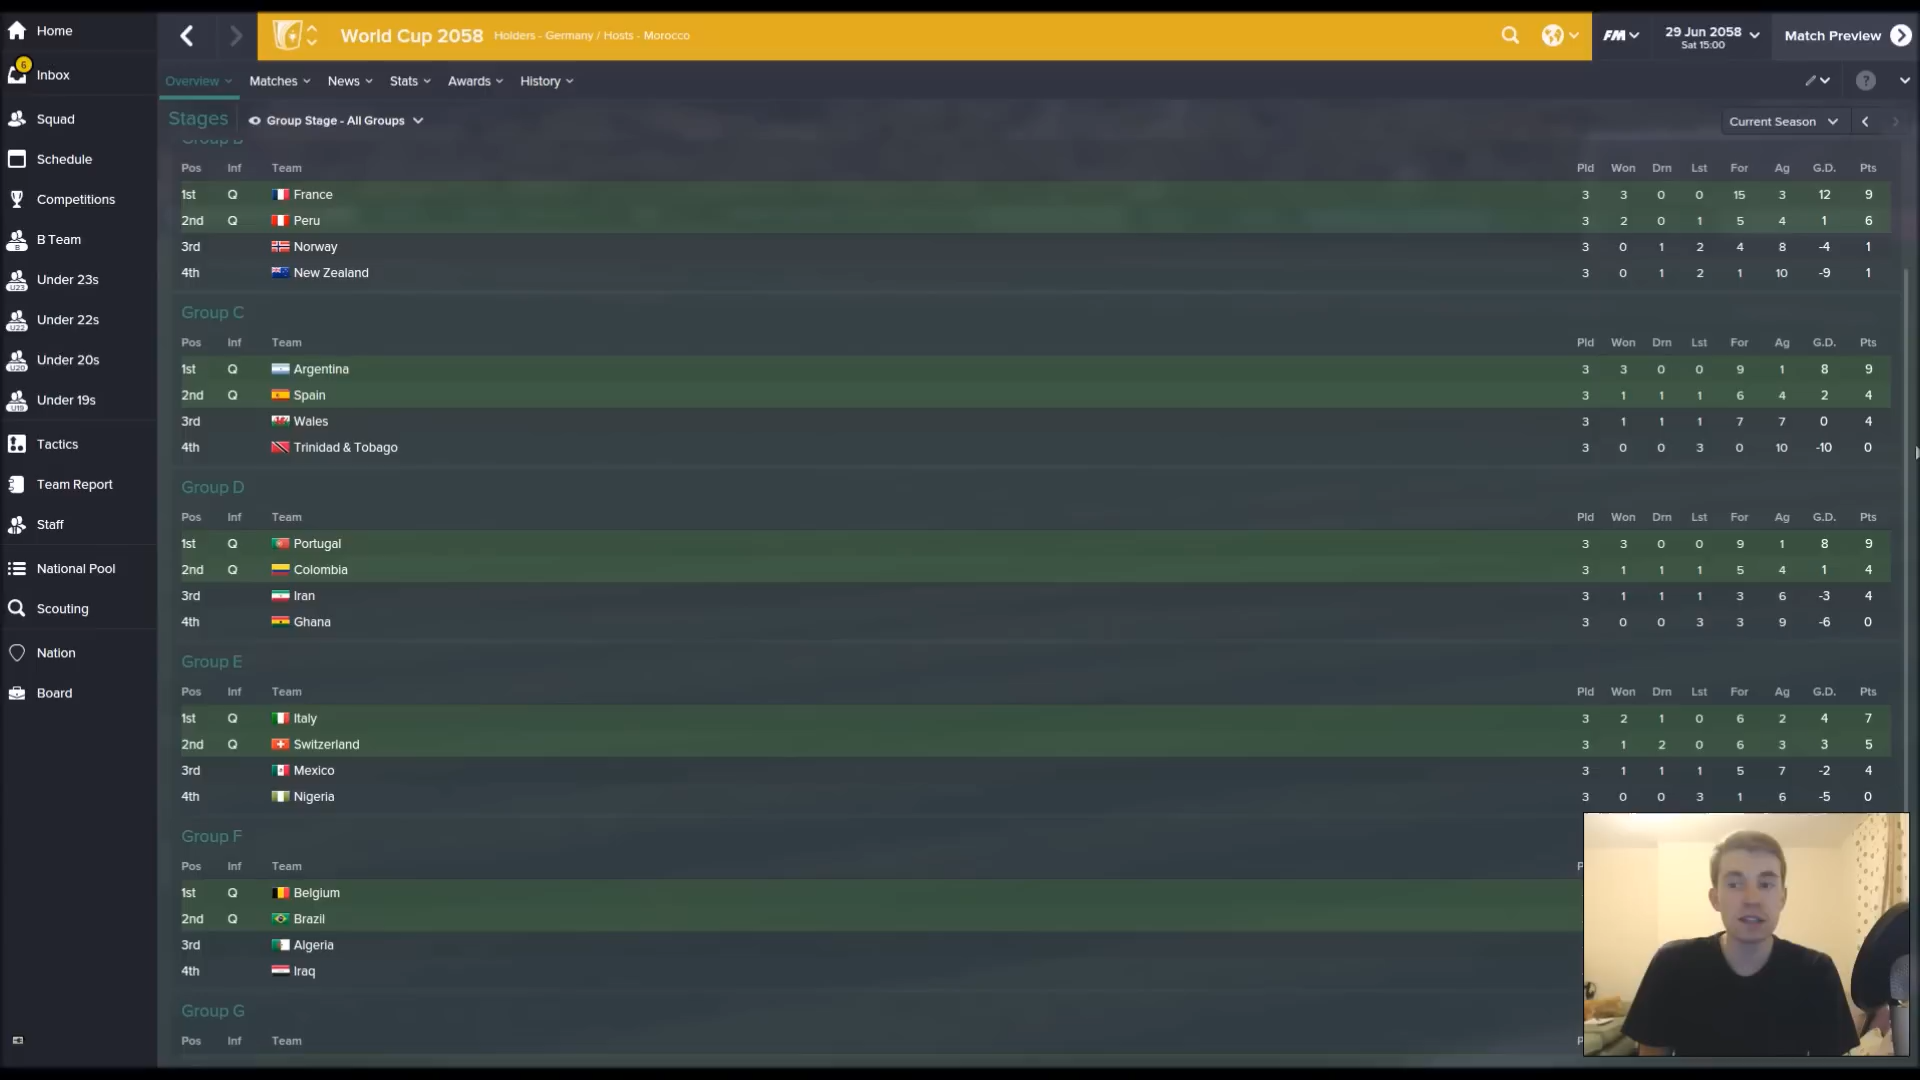 Home
World Cup 2058 Holders - Germany / Hosts - Morocco
FM
29 Jun 2058
Sat 15:00
Match Preview
6
Inbox
Overview Matches News Stats Awards History
?
Squad
Stages Group Stage - All Groups Current Season
Schedule
Competitions
B Team
B
Under 23s
U23
Under 22s
U22
Under 20s
U20
Under 19s
U19
Tactics
Team Report
Staff
National Pool
Scouting
Nation
Board
Group B
Pos Inf Team Pld Won Drn Lst For Ag G.D. Pts
1st Q France 3 3 0 0 15 3 12 9
2nd Q Peru 3 2 0 1 5 4 1 6
3rd Norway 3 0 1 2 4 8 -4 1
4th New Zealand 3 0 1 2 1 10 -9 1
Group C
Pos Inf Team Pld Won Drn Lst For Ag G.D. Pts
1st Q Argentina 3 3 0 0 9 1 8 9
2nd Q Spain 3 1 1 1 6 4 2 4
3rd Wales 3 1 1 1 7 7 0 4
4th Trinidad & Tobago 3 0 0 3 0 10 -10 0
Group D
Pos Inf Team Pld Won Drn Lst For Ag G.D. Pts
1st Q Portugal 3 3 0 0 9 1 8 9
2nd Q Colombia 3 1 1 1 5 4 1 4
3rd Iran 3 1 1 1 3 6 -3 4
4th Ghana 3 0 0 3 3 9 -6 0
Group E
Pos Inf Team Pld Won Drn Lst For Ag G.D. Pts
1st Q Italy 3 2 1 0 6 2 4 7
2nd Q Switzerland 3 1 2 0 6 3 3 5
3rd Mexico 3 1 1 1 5 7 -2 4
4th Nigeria 3 0 0 3 1 6 -5 0
Group F
Pos Inf Team P
1st Q Belgium
2nd Q Brazil
3rd Algeria
4th Iraq
Group G
Pos Inf Team P